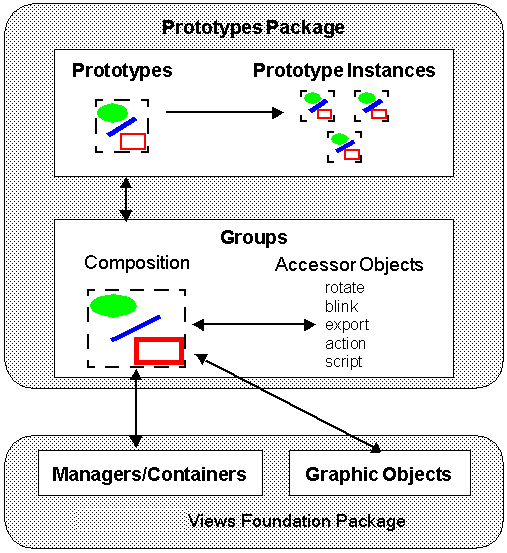 Prototypes Package
Prototypes
Prototype Instances
Groups
Composition
Accessor Objects
rotate
blink
export
action
script
Managers/Containers
Graphic Objects
Views Foundation Package